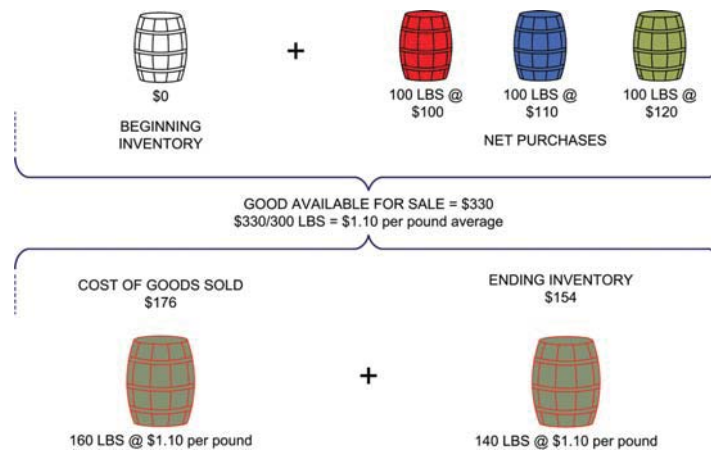 +
$0
100 LBS @
$100
100 LBS @
$110
100 LBS @
$120
BEGINNING
INVENTORY
NET PURCHASES
GOOD AVAILABLE FOR SALE = $330
$330/300 LBS = $1.10 per pound average
COST OF GOODS SOLD
$176
ENDING INVENTORY
$154
+
160 LBS @ $1.10 per pound
140 LBS @ $1.10 per pound